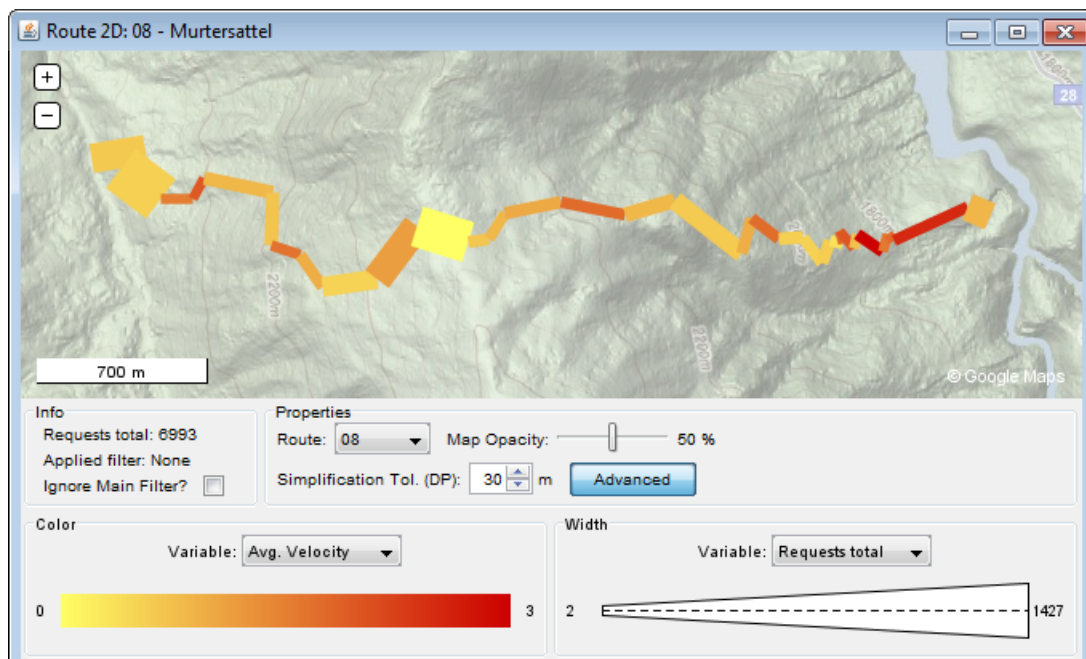 Route 2D: 08 - Murtersattel
+
−
1800m
28
1800m
2200m
2200m
700 m
© Google Maps
Info
Requests total: 6993
Applied filter: None
Ignore Main Filter?
Properties
Route: 08 Map Opacity: 50 %
Simplification Tol. (DP): 30 m Advanced
Color
Variable: Avg. Velocity
0 3
Width
Variable: Requests total
2 1427